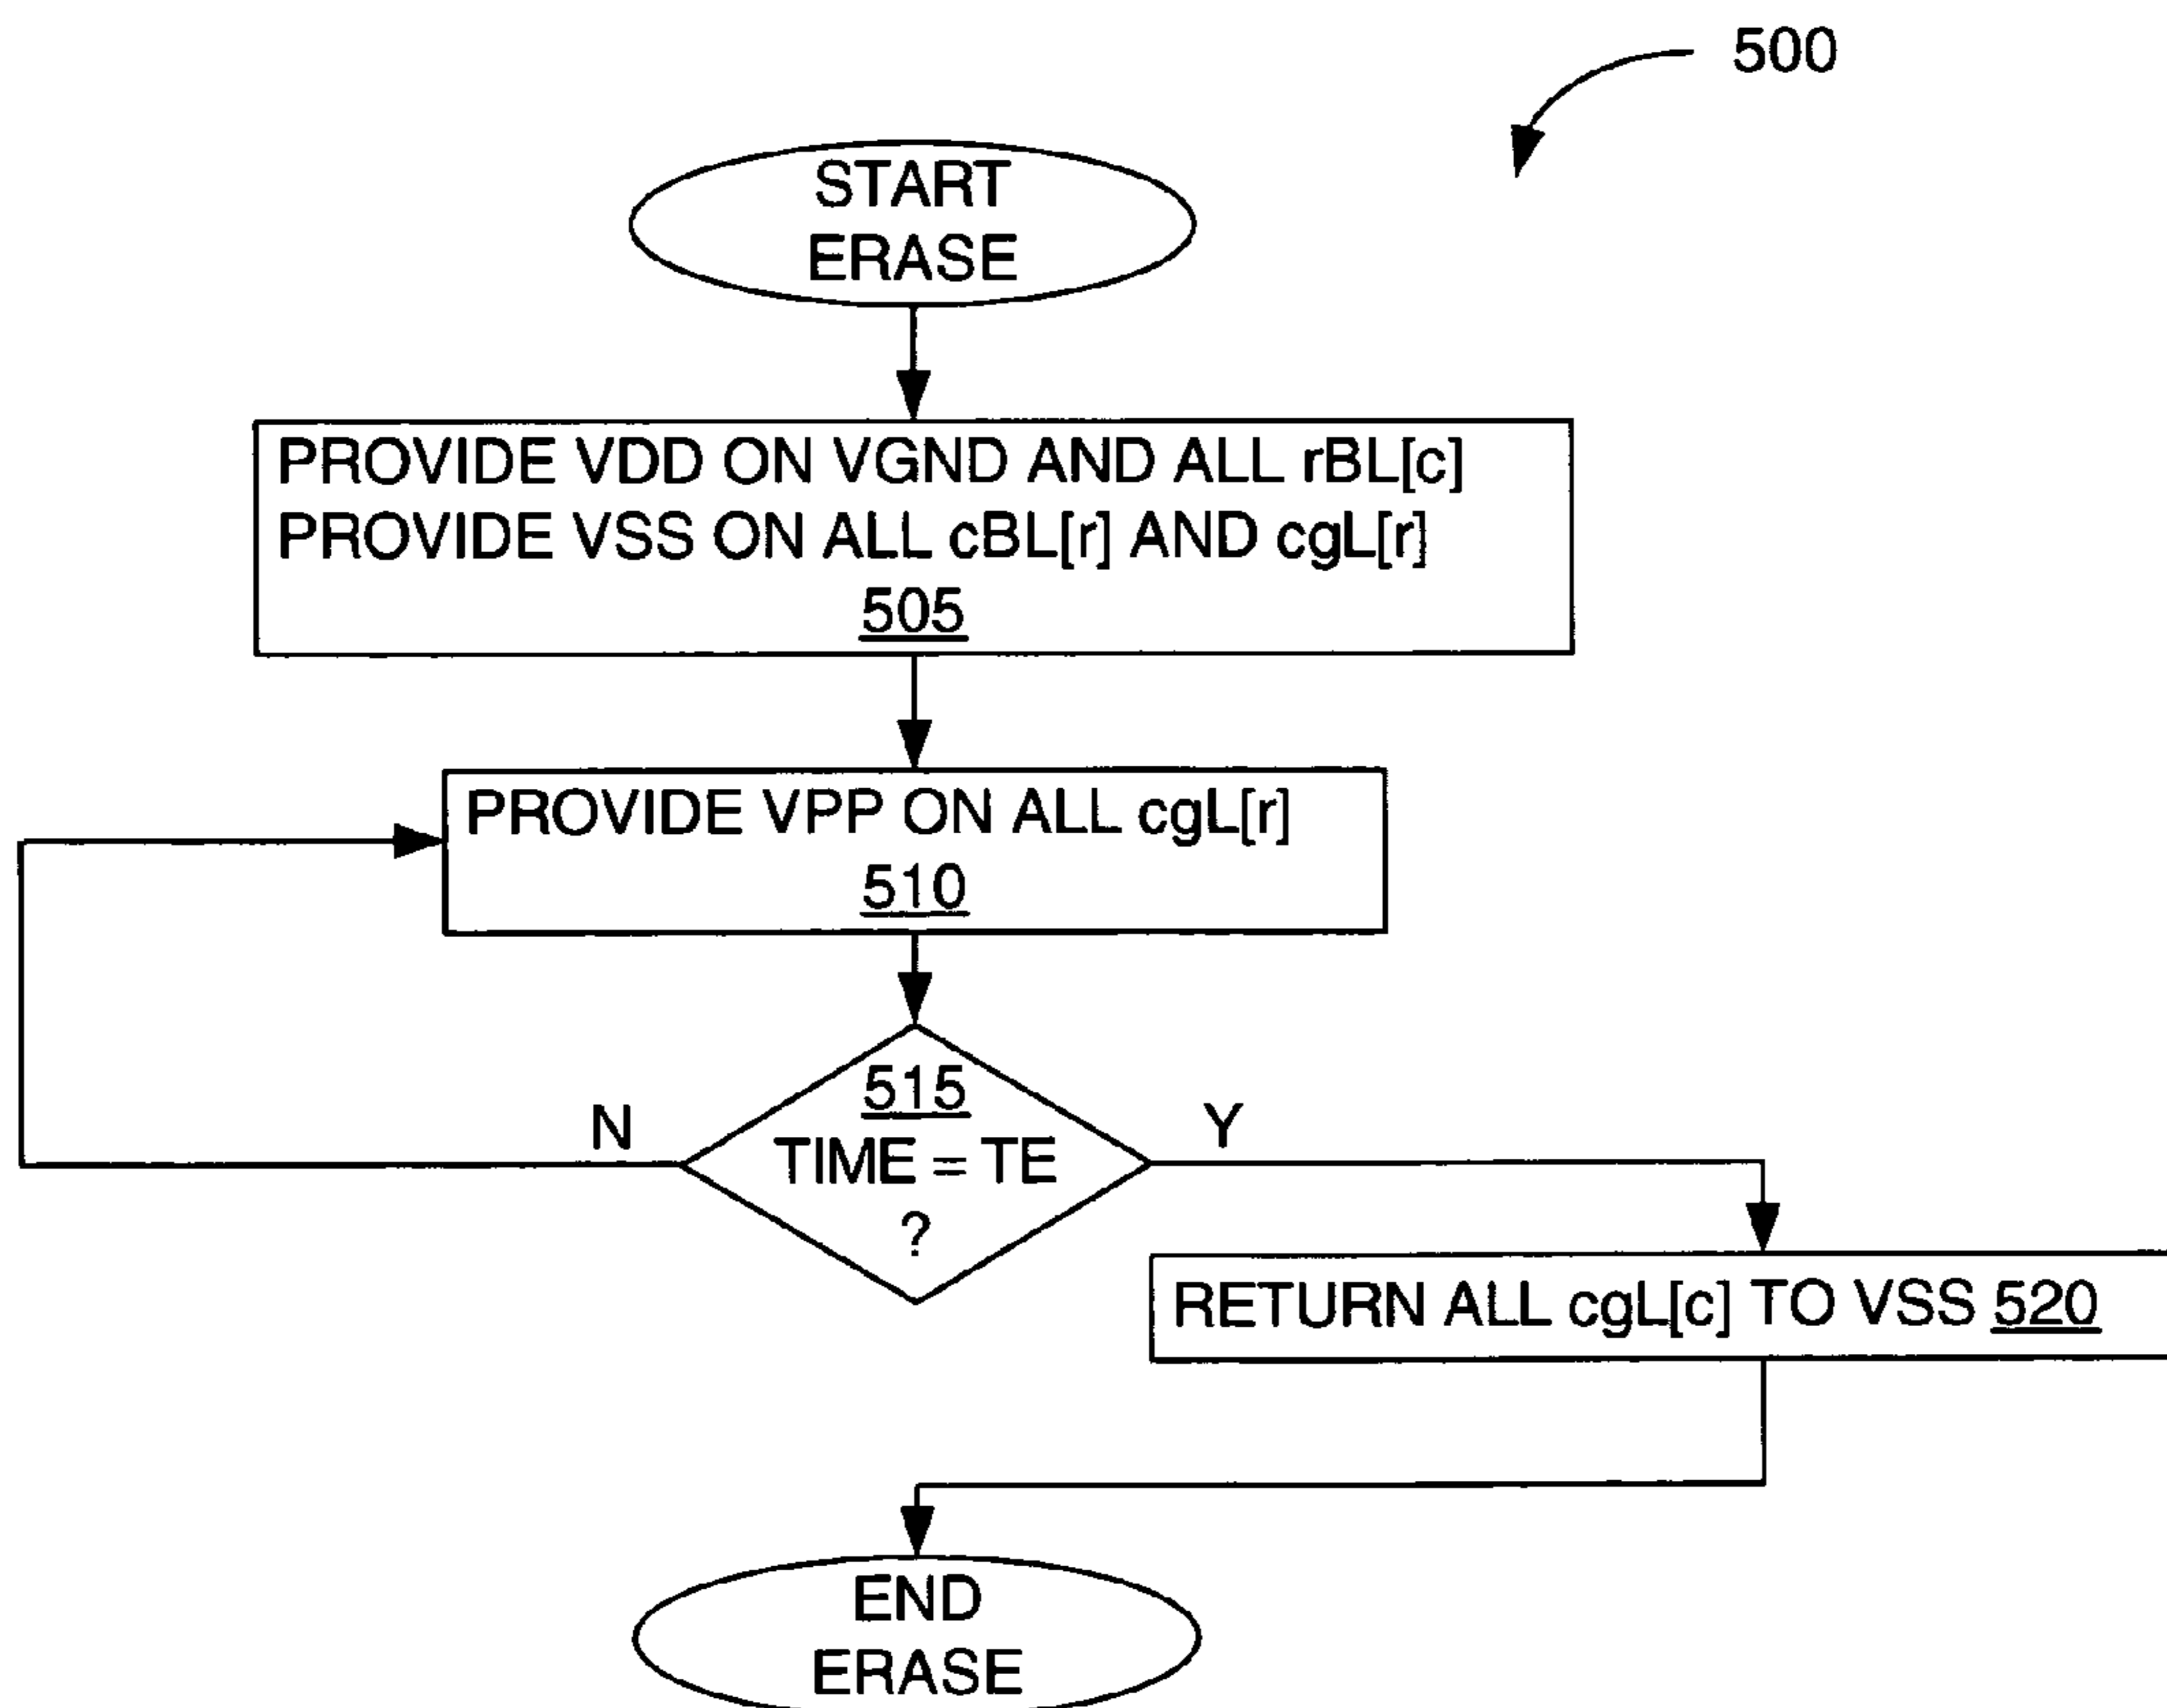 500
START
ERASE
PROVIDE VDD ON VGND AND ALL rBL[c]
PROVIDE VSS ON ALL cBL[r] AND cgL[r]
505
PROVIDE VPP ON ALL cgL[r]
510
515
TIME = TE
?
N
Y
RETURN ALL cgL[c] TO VSS 520
END
ERASE